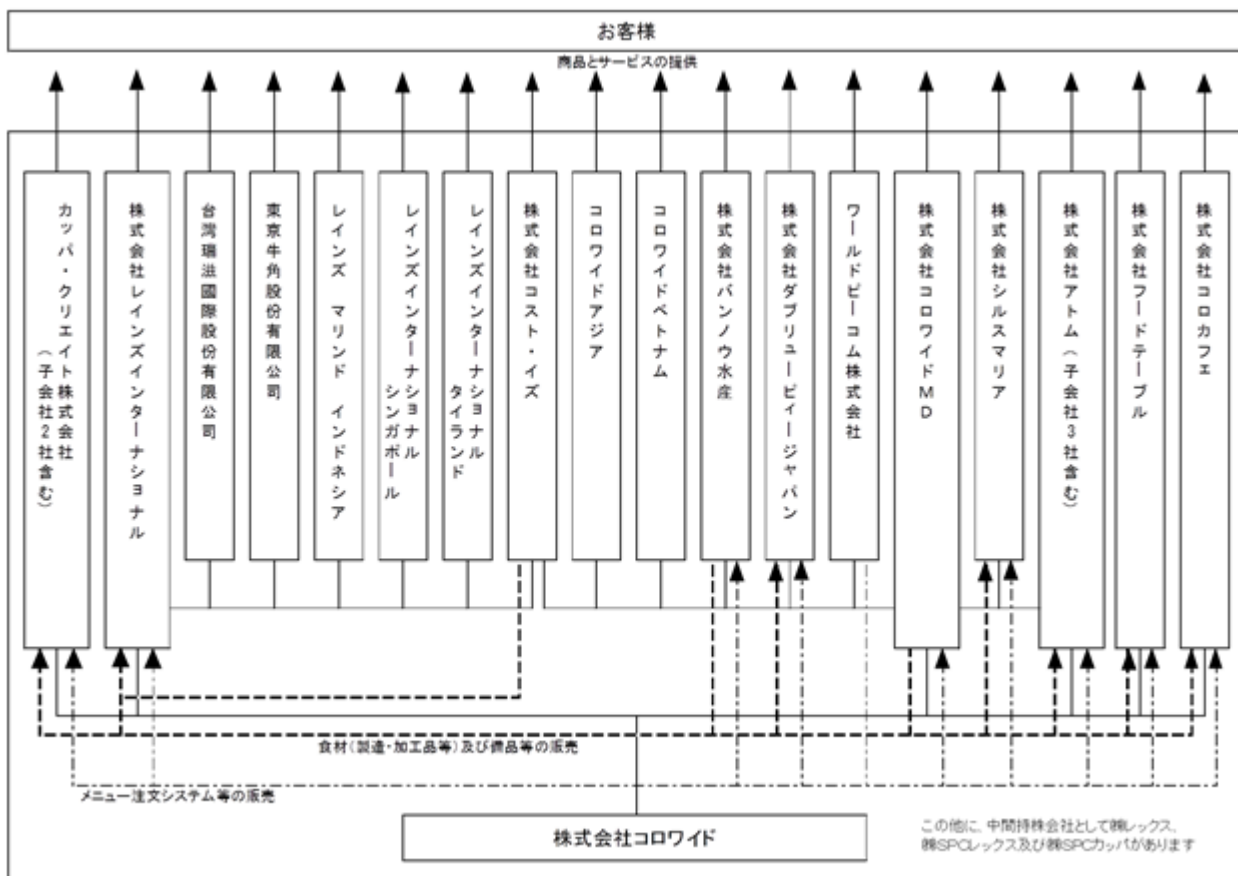 お客様
商品とサービスの提供
カッパ・クリエイト株式会社
（子会社2社含む）
株式会社レインズインターナショナル
台湾瑞滋國際股份有限公司
東京牛角股份有限公司
レインズ マリンド インドネシア
レインズインターナショナル
シンガポール
レインズインターナショナル
タイランド
株式会社コスト・イズ
コロワイドアジア
コロワイドベトナム
株式会社バンノウ水産
株式会社ダブリューピィージャパン
ワールドピーコム株式会社
株式会社コロワイドMD
株式会社シルスマリア
株式会社アトム（子会社3社含む）
株式会社フードテーブル
株式会社コロカフェ
食材（製造・加工品等）及び備品等の販売
メニュー注文システム等の販売
株式会社コロワイド
この他に、中間持株会社として㈱レックス、
㈱SPCレックス及び㈱SPCカッパがあります